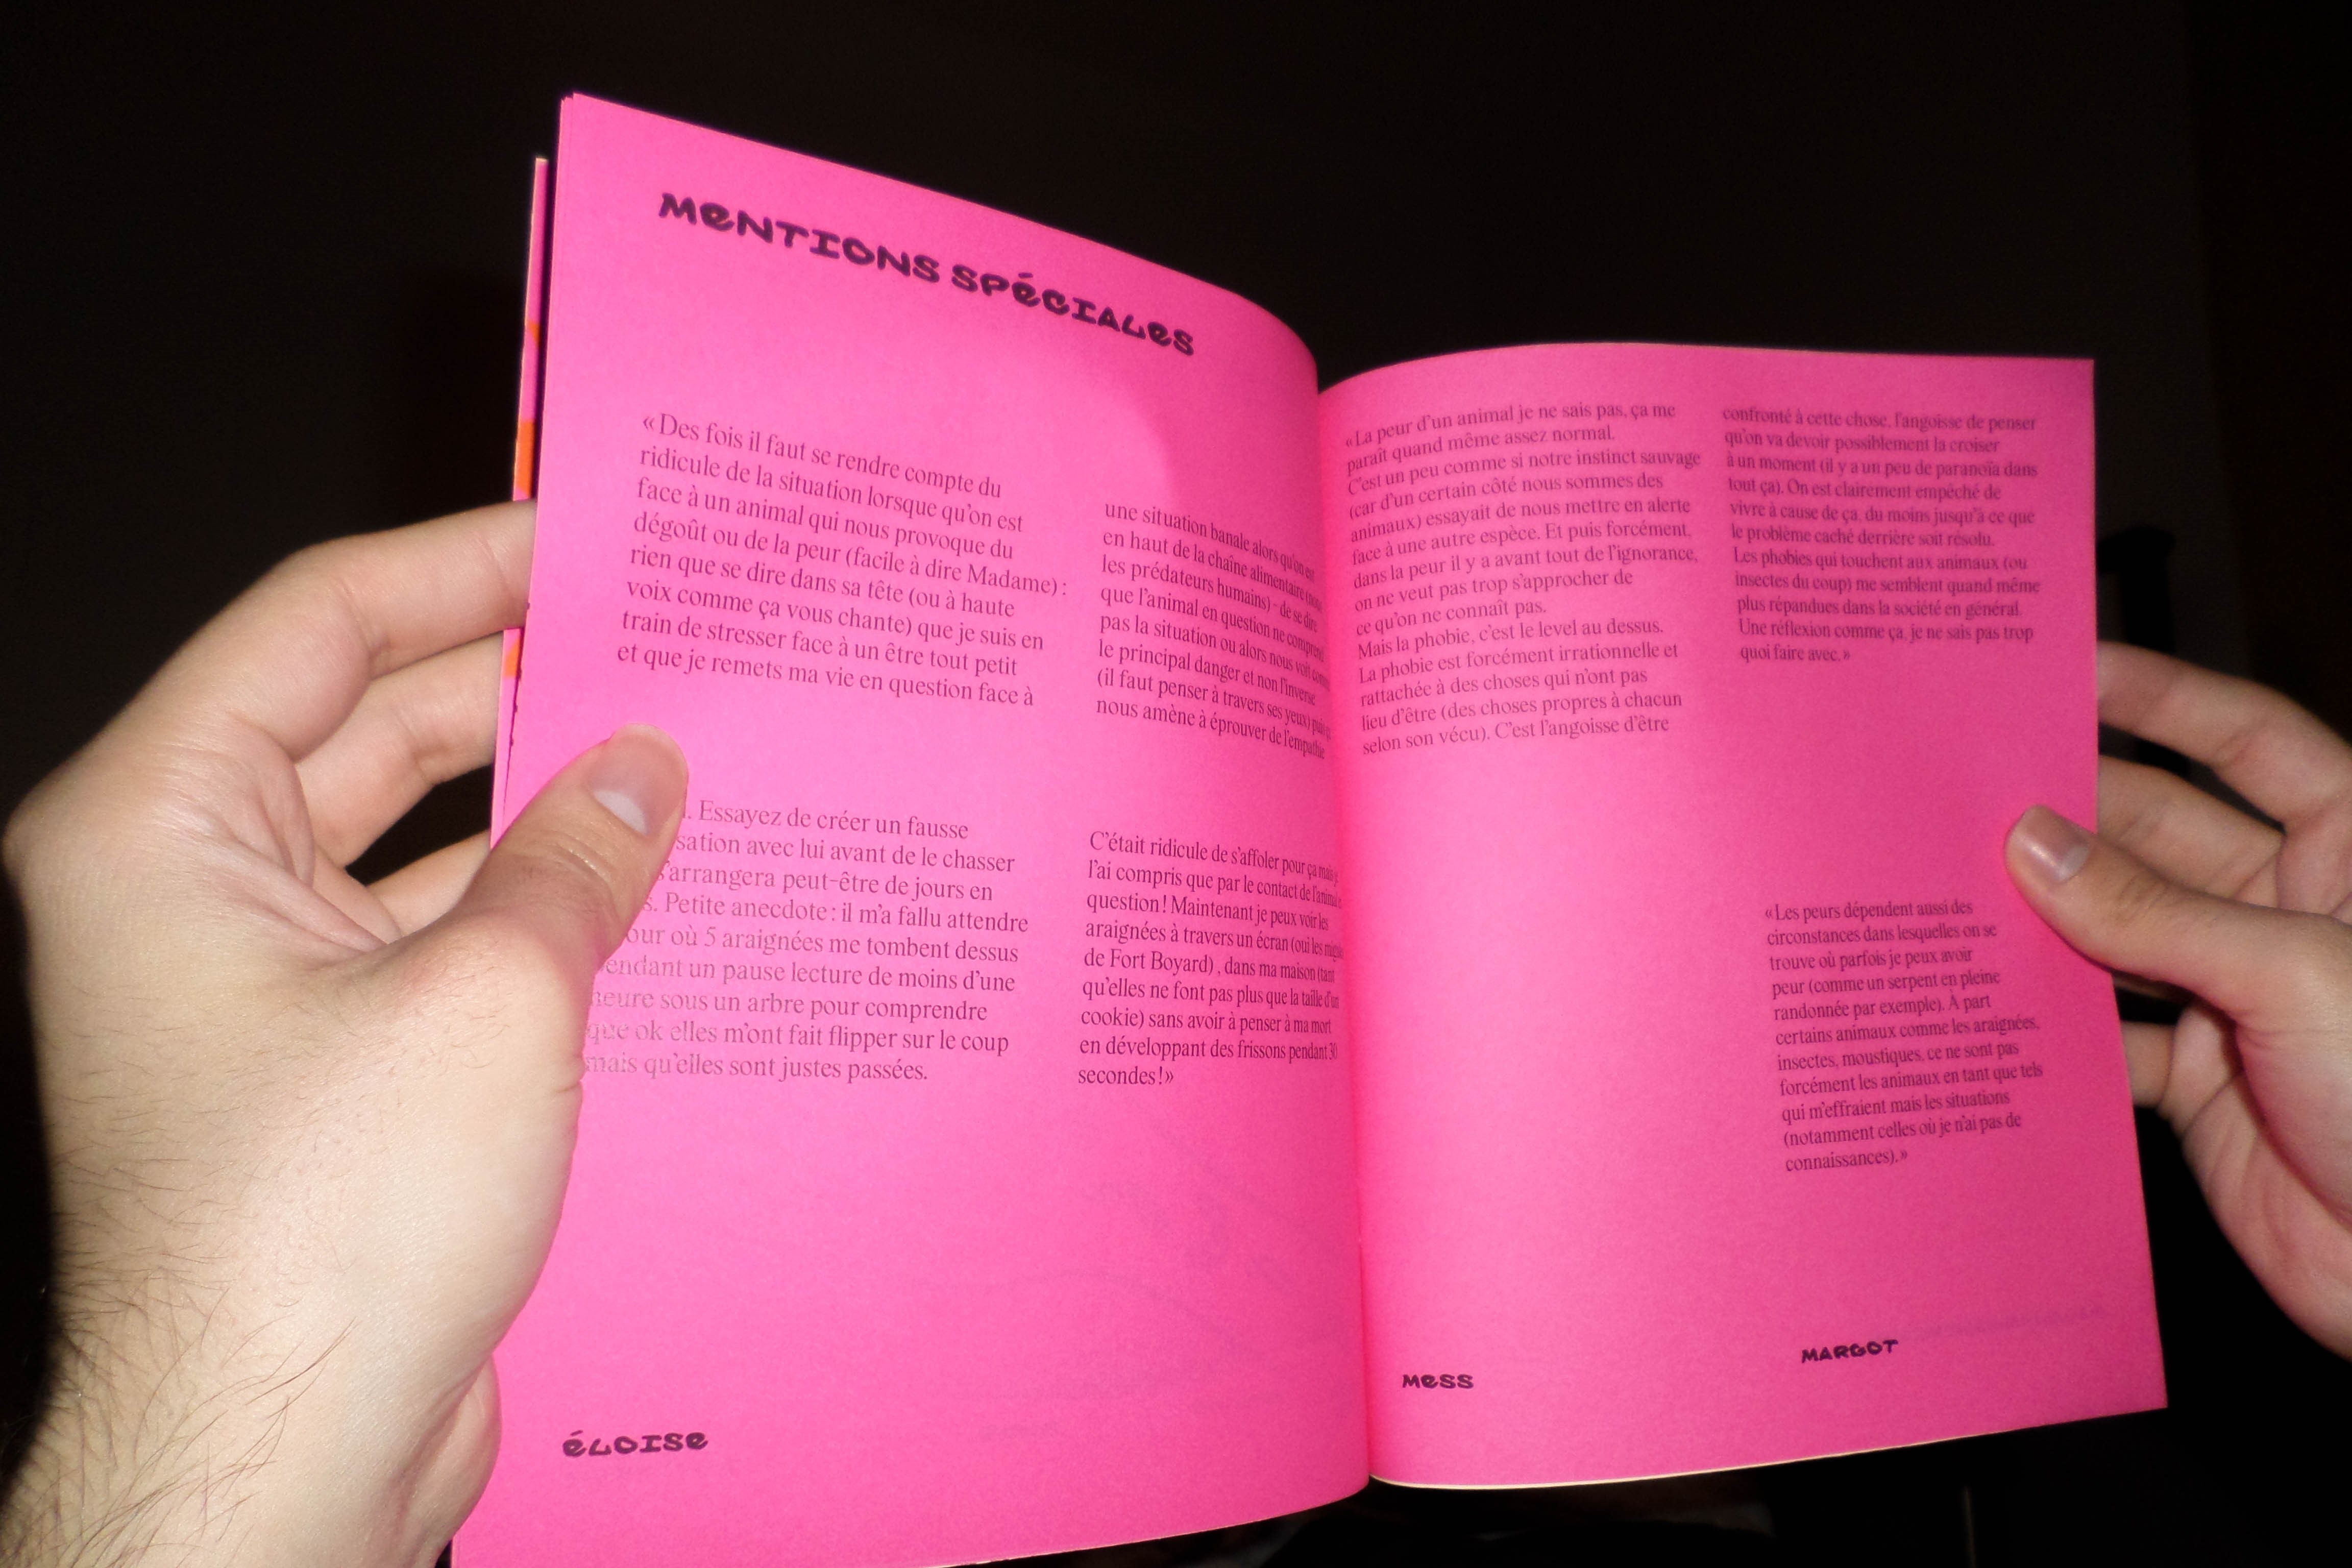 MENTIONS SPÉCIALES
« Des fois il faut se rendre compte du
ridicule de la situation lorsque qu'on est
face à un animal qui nous provoque du
dégoût ou de la peur (facile à dire Madame) :
rien que se dire dans sa tête (ou à haute
voix comme ça vous chante) que je suis en
train de stresser face à un être tout petit
et que je remets ma vie en question face à
une situation banale alors qu'on est
en haut de la chaîne alimentaire (nous
les prédateurs humains) - de se dire
que l'animal en question ne comprend
pas la situation ou alors nous voit comme
le principal danger et non l'inverse
(il faut penser à travers ses yeux) puis
nous amène à éprouver de l'empathie
. Essayez de créer un fausse
sation avec lui avant de le chasser
s'arrangera peut-être de jours en
s. Petite anecdote : il m'a fallu attendre
jour où 5 araignées me tombent dessus
pendant un pause lecture de moins d'une
heure sous un arbre pour comprendre
que ok elles m'ont fait flipper sur le coup
mais qu'elles sont justes passées.
C'était ridicule de s'affoler pour ça mais
l'ai compris que par le contact de l'animal
question ! Maintenant je peux voir les
araignées à travers un écran (oui les
de Fort Boyard) , dans ma maison (tant
qu'elles ne font pas plus que la taille d'un
cookie) sans avoir à penser à ma mort
en développant des frissons pendant 30
secondes ! »
ÉLOISE
« La peur d'un animal je ne sais pas, ça me
paraît quand même assez normal.
C'est un peu comme si notre instinct sauvage
(car d'un certain côté nous sommes des
animaux) essayait de nous mettre en alerte
face à une autre espèce. Et puis forcément,
dans la peur il y a avant tout de l'ignorance,
on ne veut pas trop s'approcher de
ce qu'on ne connaît pas.
Mais la phobie, c'est le level au dessus.
La phobie est forcément irrationnelle et
rattachée à des choses qui n'ont pas
lieu d'être (des choses propres à chacun
selon son vécu). C'est l'angoisse d'être
confronté à cette chose, l'angoisse de penser
qu'on va devoir possiblement la croiser
à un moment (il y a un peu de paranoïa dans
tout ça). On est clairement empêché de
vivre à cause de ça, du moins jusqu'à ce que
le problème caché derrière soit résolu.
Les phobies qui touchent aux animaux (ou
insectes du coup) me semblent quand même
plus répandues dans la société en général.
Une réflexion comme ça, je ne sais pas trop
quoi faire avec. »
MESS
« Les peurs dépendent aussi des
circonstances dans lesquelles on se
trouve où parfois je peux avoir
peur (comme un serpent en pleine
randonnée par exemple). À part
certains animaux comme les araignées,
insectes, moustiques, ce ne sont pas
forcément les animaux en tant que tels
qui m'effraient mais les situations
(notamment celles où je n'ai pas de
connaissances). »
MARGOT